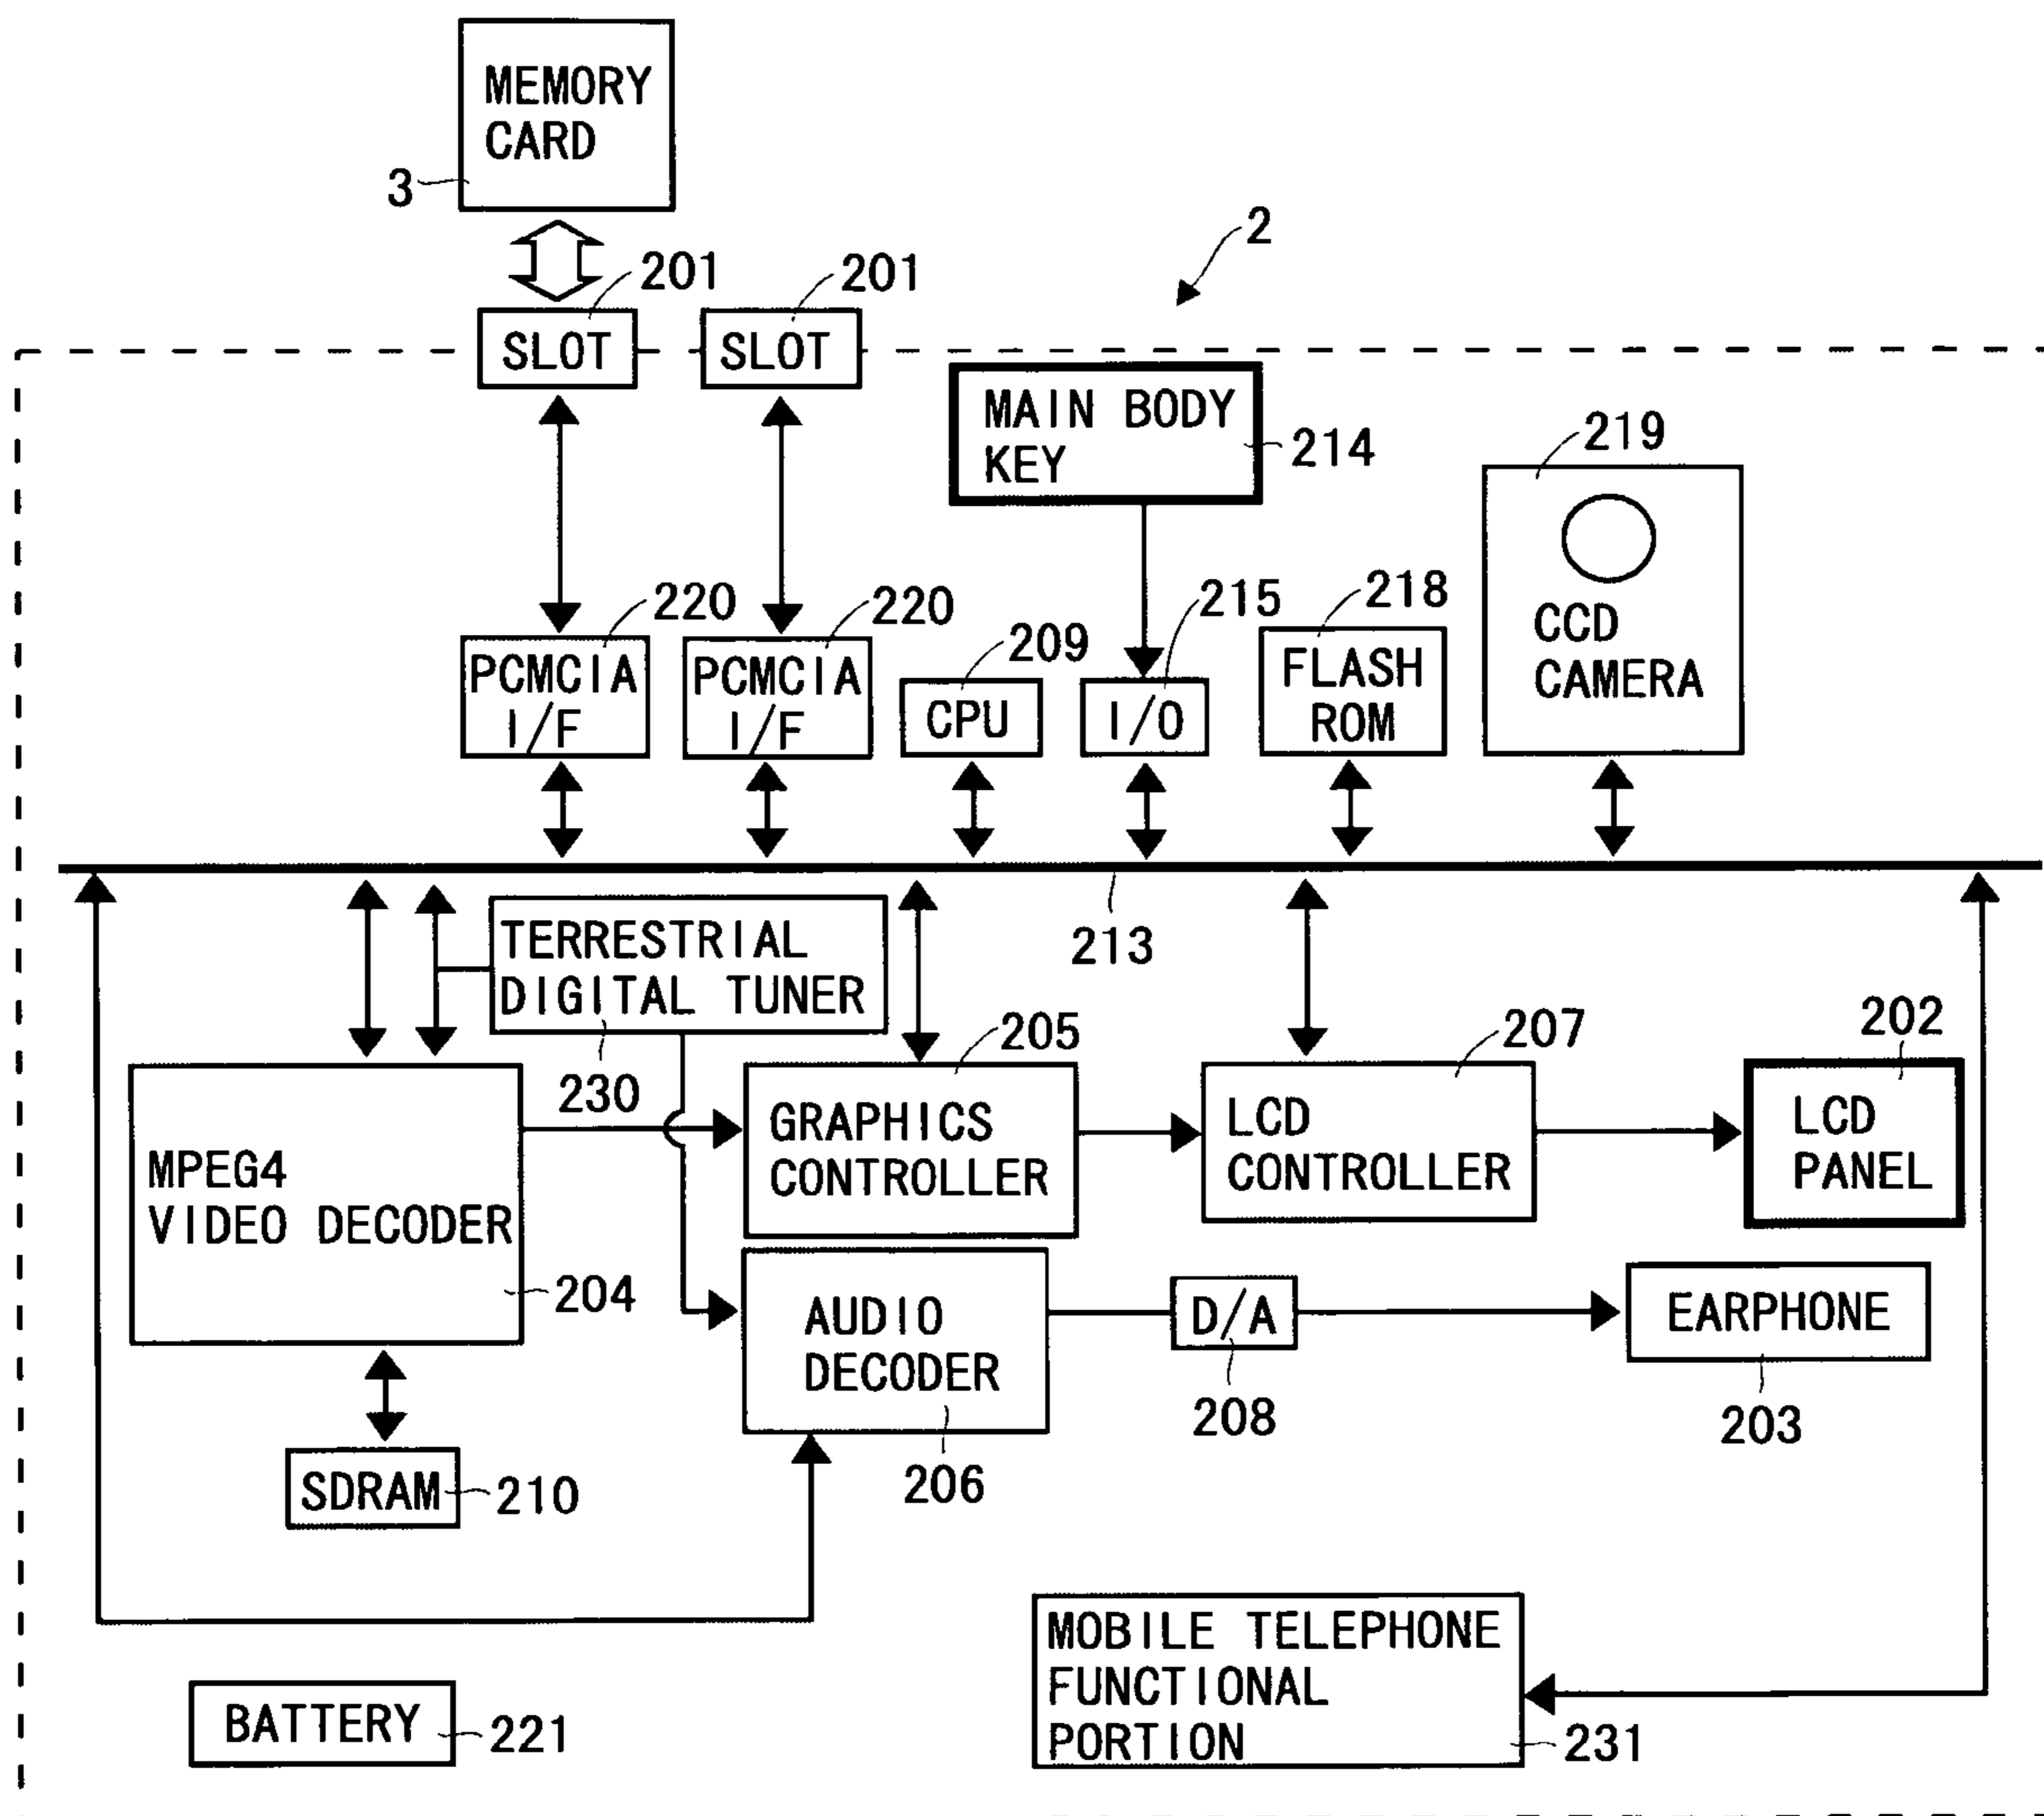 MEMORY
CARD
3
2
201
201
SLOT
SLOT
MAIN BODY
KEY
214
219
220
220
209
215
218
PCMCIA
I/F
PCMCIA
I/F
CPU
I/O
FLASH
ROM
CCD
CAMERA
213
TERRESTRIAL
DIGITAL TUNER
230
205
207
202
MPEG4
VIDEO DECODER
204
GRAPHICS
CONTROLLER
LCD
CONTROLLER
LCD
PANEL
AUDIO
DECODER
206
D/A
208
EARPHONE
203
SDRAM
210
MOBILE TELEPHONE
FUNCTIONAL
PORTION
231
BATTERY
221